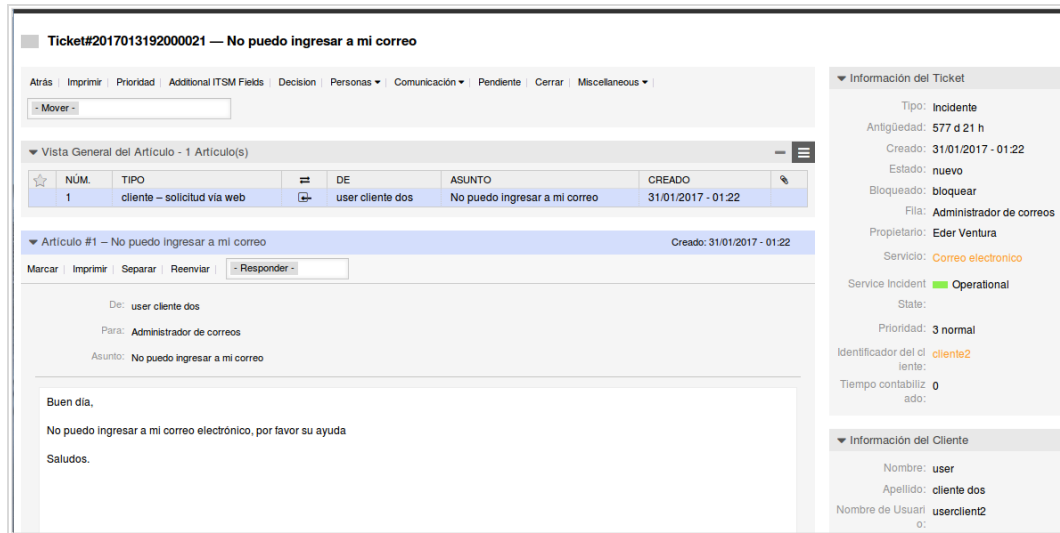 Ticket#2017013192000021 — No puedo ingresar a mi correo
Atrás Imprimir Prioridad Additional ITSM Fields Decision Personas Comunicación Pendiente Cerrar Miscellaneous
- Mover -
Vista General del Artículo - 1 Artículo(s)
NÚM. TIPO DE ASUNTO CREADO
1 cliente – solicitud vía web user cliente dos No puedo ingresar a mi correo 31/01/2017 - 01:22
Artículo #1 – No puedo ingresar a mi correo Creado: 31/01/2017 - 01:22
Marcar Imprimir Separar Reenviar - Responder -
De: user cliente dos
Para: Administrador de correos
Asunto: No puedo ingresar a mi correo
Buen día,
No puedo ingresar a mi correo electrónico, por favor su ayuda
Saludos.
Información del Ticket
Tipo: Incidente
Antigüedad: 577 d 21 h
Creado: 31/01/2017 - 01:22
Estado: nuevo
Bloqueado: bloquear
Fila: Administrador de correos
Propietario: Eder Ventura
Servicio: Correo electronico
Service Incident Operational
State:
Prioridad: 3 normal
Identificador del cl cliente2
iente:
Tiempo contabiliz 0
ado:
Información del Cliente
Nombre: user
Apellido: cliente dos
Nombre de Usuari userclient2
o: